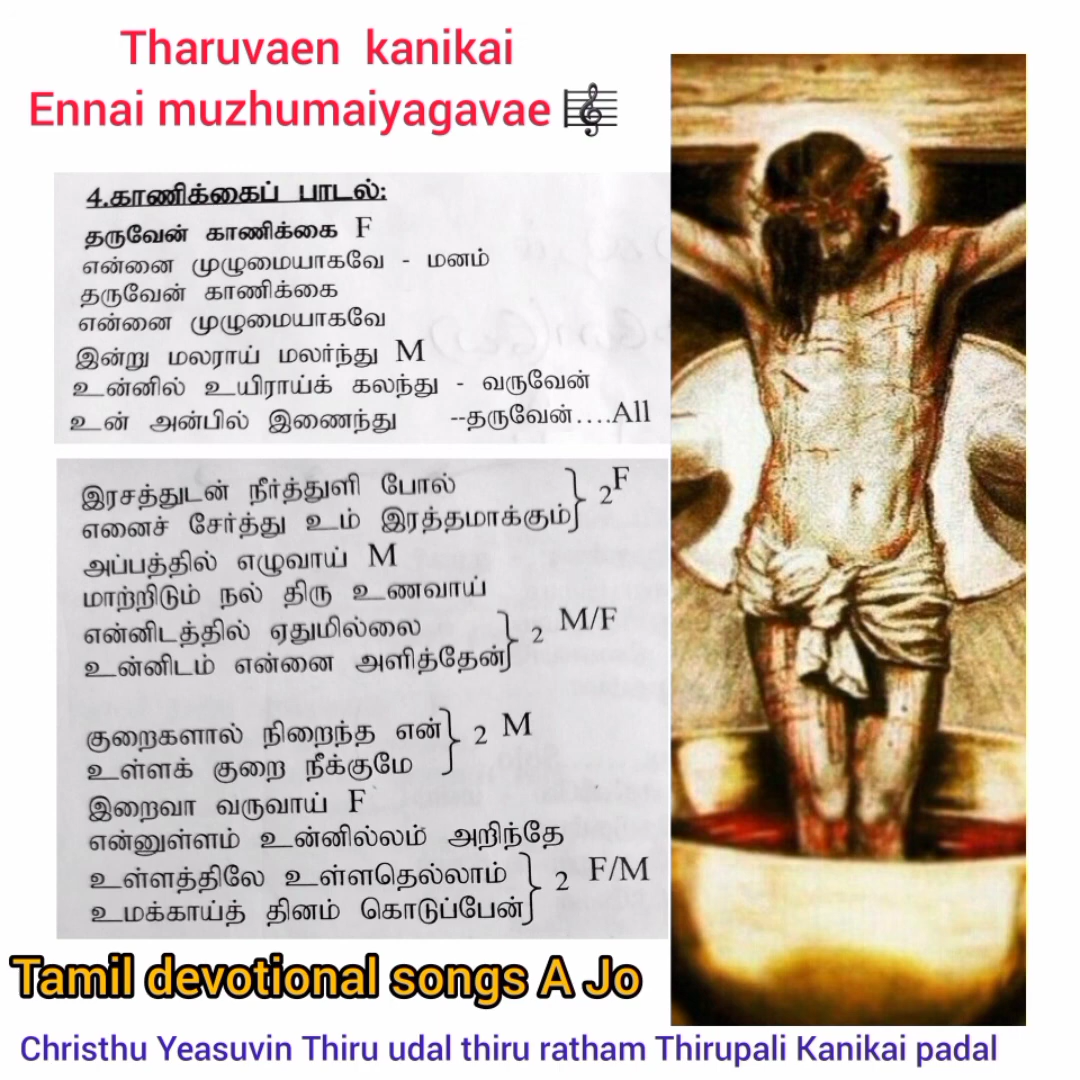 Tharuvaen kanikai
Ennai muzhumaiyagavae
4.காணிக்கைப் பாடல்:
தருவேன் காணிக்கை F
என்னை முழுமையாகவே - மனம்
தருவேன் காணிக்கை
என்னை முழுமையாகவே
இன்று மலராய் மலர்ந்து M
உன்னில் உயிராய்க் கலந்து - வருவேன்
உன் அன்பில் இணைந்து --தருவேன்....All
இரசத்துடன் நீர்த்துளி போல்
எனைச் சேர்த்து உம் இரத்தமாக்கும் } 2 F
அப்பத்தில் எழுவாய் M
மாற்றிடும் நல் திரு உணவாய்
என்னிடத்தில் ஏதுமில்லை
உன்னிடம் என்னை அளித்தேன் } 2 M/F
குறைகளால் நிறைந்த என்
உள்ளக் குறை நீக்குமே } 2 M
இறைவா வருவாய் F
என்னுள்ளம் உன்னில்லம் அறிந்தே
உள்ளத்திலே உள்ளதெல்லாம்
உமக்காய்த் தினம் கொடுப்பேன் } 2 F/M
Tamil devotional songs A Jo
Christhu Yeasuvin Thiru udal thiru ratham Thirupali Kanikai padal